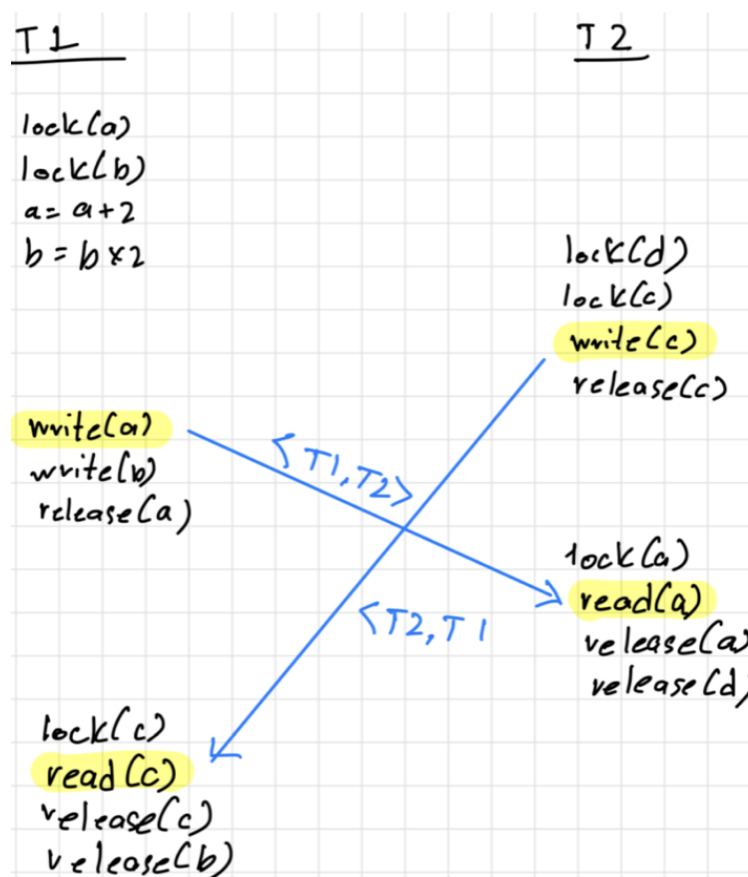 T1
T2
lock(a)
lock(b)
a = a+2
b = b×2
lock(d)
lock(c)
write(c)
release(c)
write(a)
write(b)
release(a)
<T1,T2>
lock(a)
read(a)
release(a)
release(d)
<T2,T1
lock(c)
read(c)
release(c)
release(b)